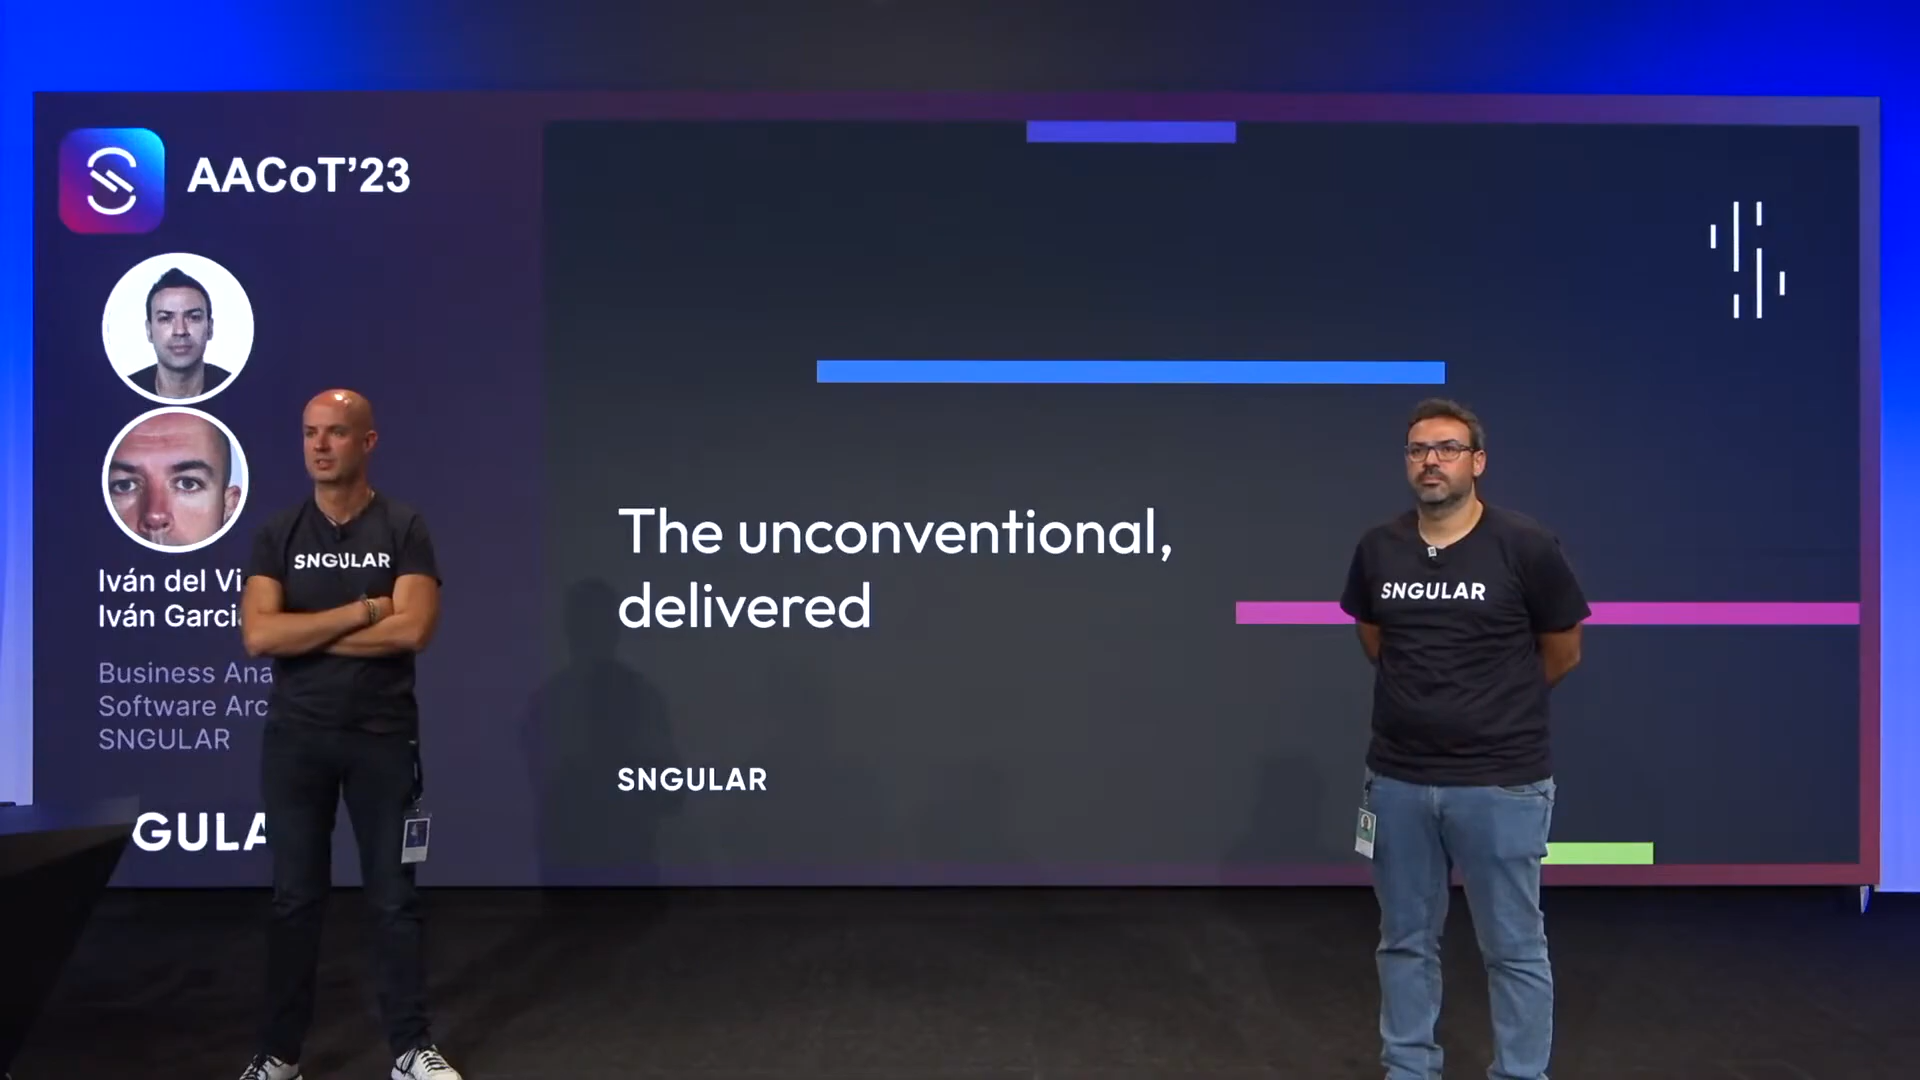 AACoT’23
Iván del Vi
Iván Garci
Business Ana
Software Arc
SNGULAR
GULA
The unconventional,
delivered
SNGULAR
SNGULAR
SNGULAR